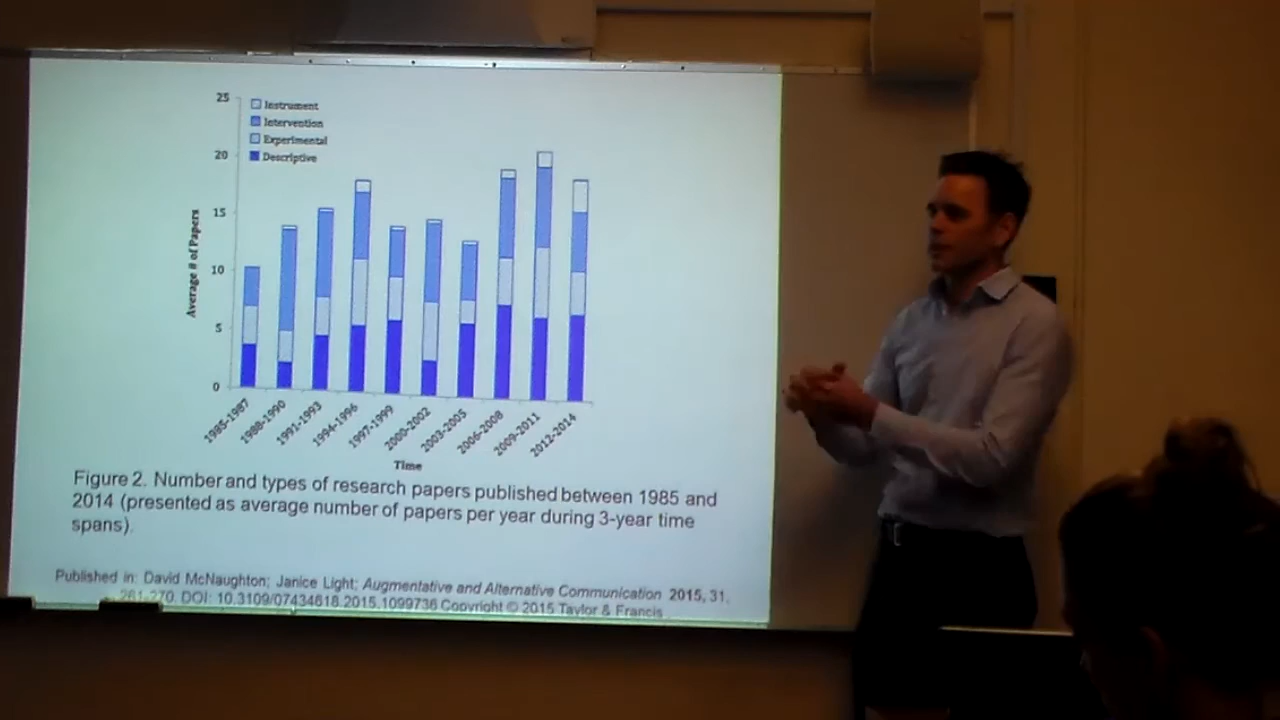 25
Instrument
Intervention
Experimental
20
Descriptive
15
Average # of Papers
10
5
0
1985-1987
1988-1990
1991-1993
1994-1996
1997-1999
2000-2002
2003-2005
2006-2008
2009-2011
2012-2014
Time
Figure 2. Number and types of research papers published between 1985 and
2014 (presented as average number of papers per year during 3-year time
spans).
Published in: David McNaughton; Janice Light; Augmentative and Alternative Communication 2015, 31,
261-270. DOI: 10.3109/07434618.2015.1099736 Copyright © 2015 Taylor & Francis